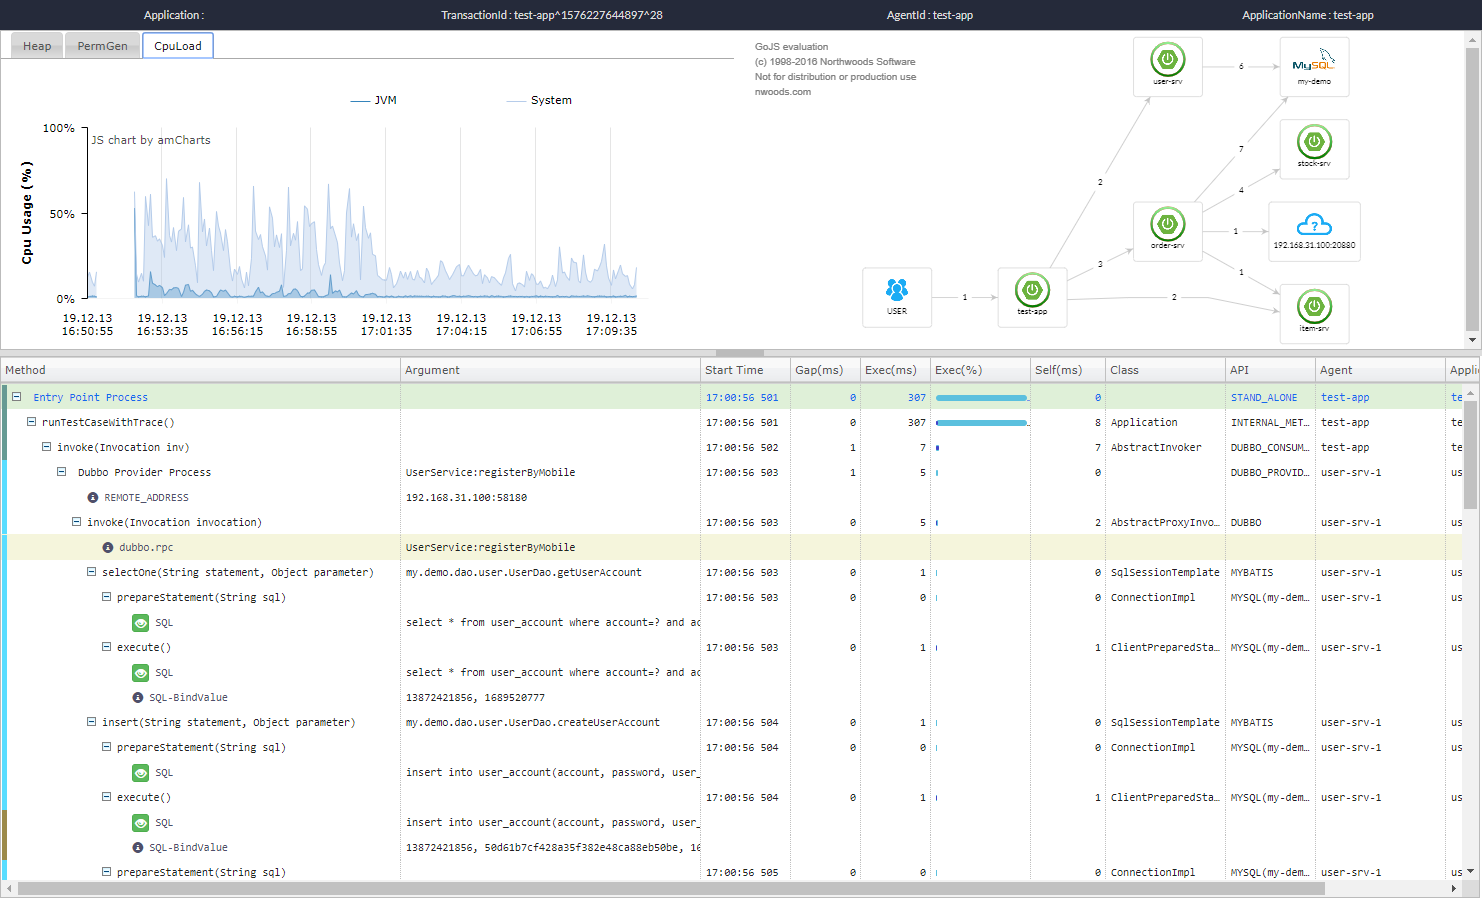 Application :
TransactionId : test-app^1576227644897^28
AgentId : test-app
ApplicationName : test-app
Heap
PermGen
CpuLoad
JVM
System
100%
JS chart by amCharts
Cpu Usage (%)
50%
0%
19.12.13 16:50:55
19.12.13 16:53:35
19.12.13 16:56:15
19.12.13 16:58:55
19.12.13 17:01:35
19.12.13 17:04:15
19.12.13 17:06:55
19.12.13 17:09:35
GoJS evaluation
(c) 1998-2016 Northwoods Software
Not for distribution or production use
nwoods.com
user-srv
6
MySQL
my-demo
7
stock-srv
4
2
order-srv
1
?
192.168.31.100:20880
3
1
USER
1
test-app
2
item-srv
Method Argument Start Time Gap(ms) Exec(ms) Exec(%) Self(ms) Class API Agent Applic
Entry Point Process 17:00:56 501 0 307 0 STAND_ALONE test-app te
runTestCaseWithTrace() 17:00:56 501 0 307 8 Application INTERNAL_MET... test-app te
invoke(Invocation inv) 17:00:56 502 1 7 7 AbstractInvoker DUBBO_CONSUM... test-app te
Dubbo Provider Process UserService:registerByMobile 17:00:56 503 1 5 0 DUBBO_PROVID... user-srv-1 us
REMOTE_ADDRESS 192.168.31.100:58180
invoke(Invocation invocation) 17:00:56 503 0 5 2 AbstractProxyInvo... DUBBO user-srv-1 us
dubbo.rpc UserService:registerByMobile
selectOne(String statement, Object parameter) my.demo.dao.user.UserDao.getUserAccount 17:00:56 503 0 1 0 SqlSessionTemplate MYBATIS user-srv-1 us
prepareStatement(String sql) 17:00:56 503 0 0 0 ConnectionImpl MYSQL(my-dem... user-srv-1 us
SQL select * from user_account where account=? and ac
execute() 17:00:56 503 0 1 1 ClientPreparedSta... MYSQL(my-dem... user-srv-1 us
SQL select * from user_account where account=? and ac
SQL-BindValue 13872421856, 1689520777
insert(String statement, Object parameter) my.demo.dao.user.UserDao.createUserAccount 17:00:56 504 0 1 0 SqlSessionTemplate MYBATIS user-srv-1 us
prepareStatement(String sql) 17:00:56 504 0 0 0 ConnectionImpl MYSQL(my-dem... user-srv-1 us
SQL insert into user_account(account, password, user_
execute() 17:00:56 504 0 1 1 ClientPreparedSta... MYSQL(my-dem... user-srv-1 us
SQL insert into user_account(account, password, user_
SQL-BindValue 13872421856, 50d61b7cf428a35f382e48ca88eb50be, 16
prepareStatement(String sql) 17:00:56 505 0 0 0 ConnectionImpl MYSQL(my-dem... user-srv-1 us